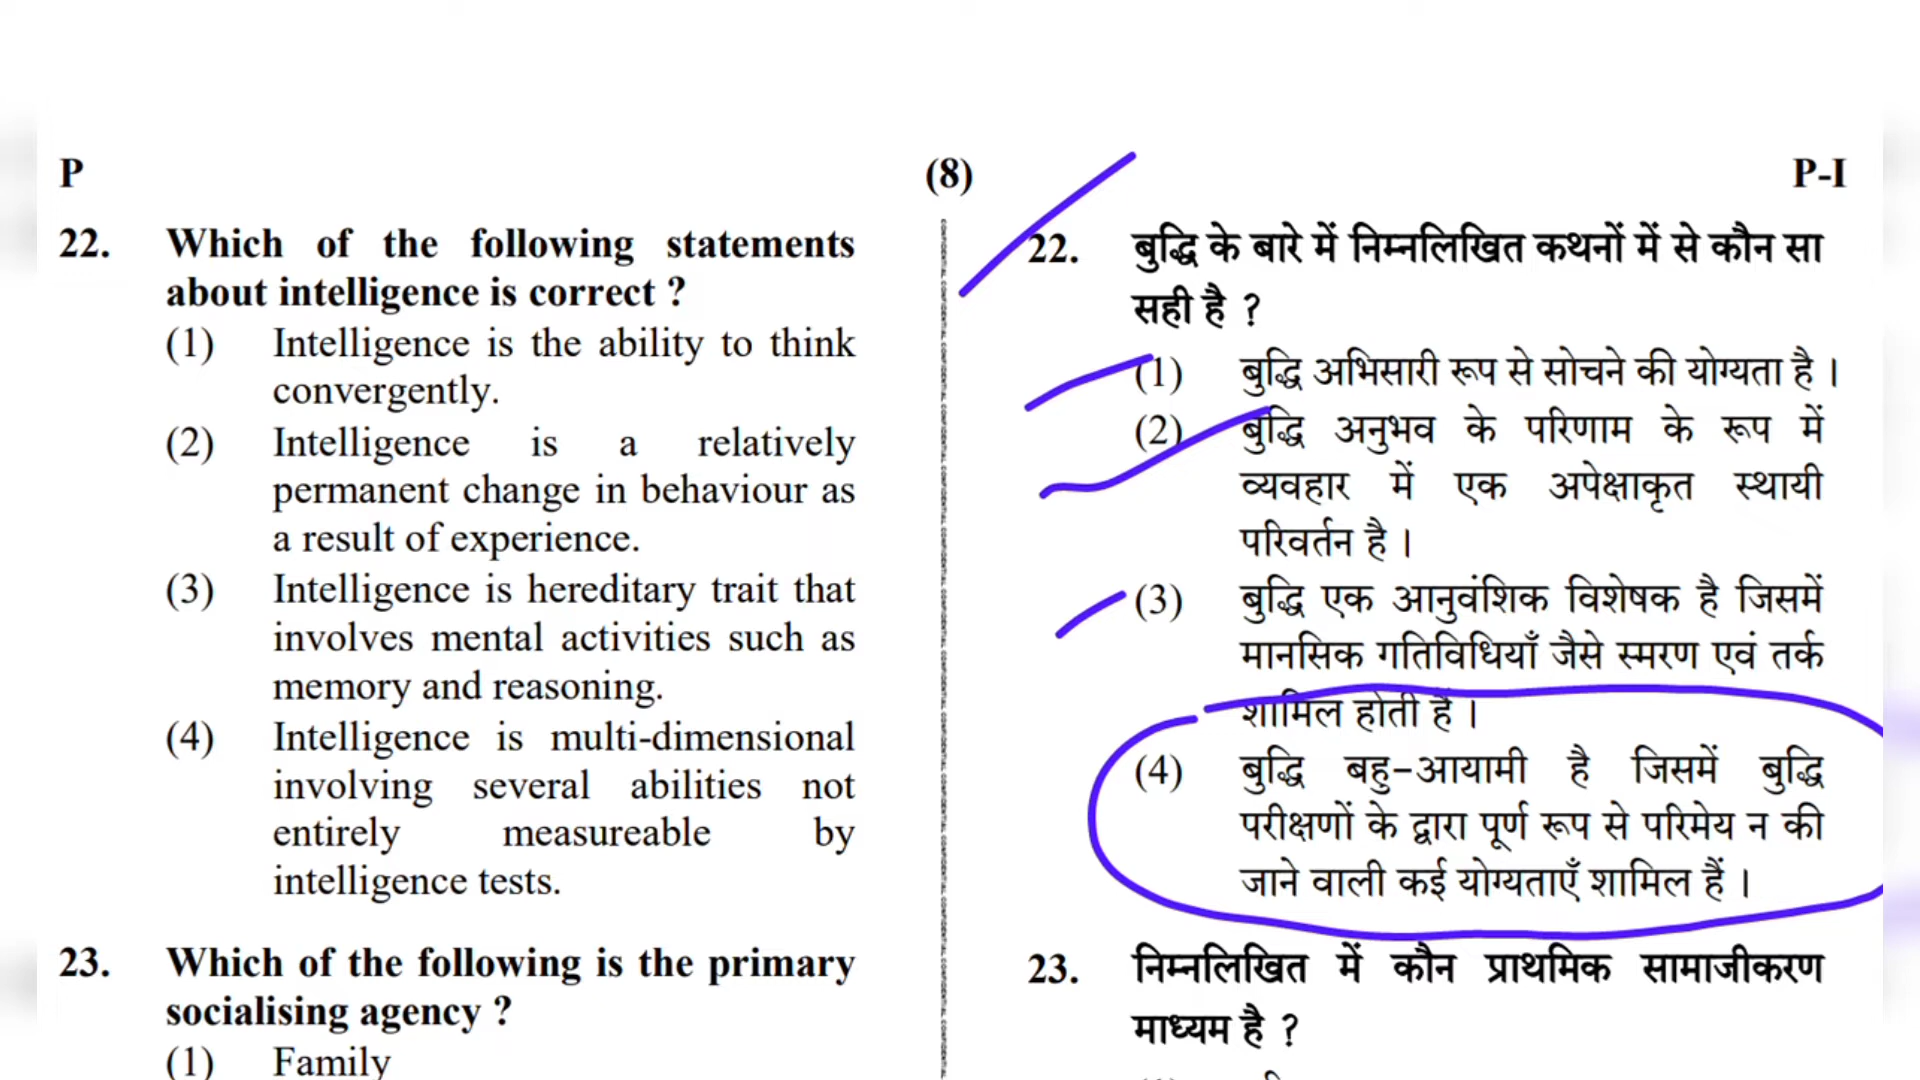 P (8) P-I
22. Which of the following statements
about intelligence is correct ?
(1) Intelligence is the ability to think
convergently.
(2) Intelligence is a relatively
permanent change in behaviour as
a result of experience.
(3) Intelligence is hereditary trait that
involves mental activities such as
memory and reasoning.
(4) Intelligence is multi-dimensional
involving several abilities not
entirely measureable by
intelligence tests.
23. Which of the following is the primary
socialising agency ?
(1) Family
22. बुद्धि के बारे में निम्नलिखित कथनों में से कौन सा
सही है ?
(1) बुद्धि अभिसारी रूप से सोचने की योग्यता है ।
(2) बुद्धि अनुभव के परिणाम के रूप में
व्यवहार में एक अपेक्षाकृत स्थायी
परिवर्तन है ।
(3) बुद्धि एक आनुवंशिक विशेषक है जिसमें
मानसिक गतिविधियाँ जैसे स्मरण एवं तर्क
शामिल होती हैं ।
(4) बुद्धि बहु-आयामी है जिसमें बुद्धि
परीक्षणों के द्वारा पूर्ण रूप से परिमेय न की
जाने वाली कई योग्यताएँ शामिल हैं ।
23. निम्नलिखित में कौन प्राथमिक सामाजीकरण
माध्यम है ?